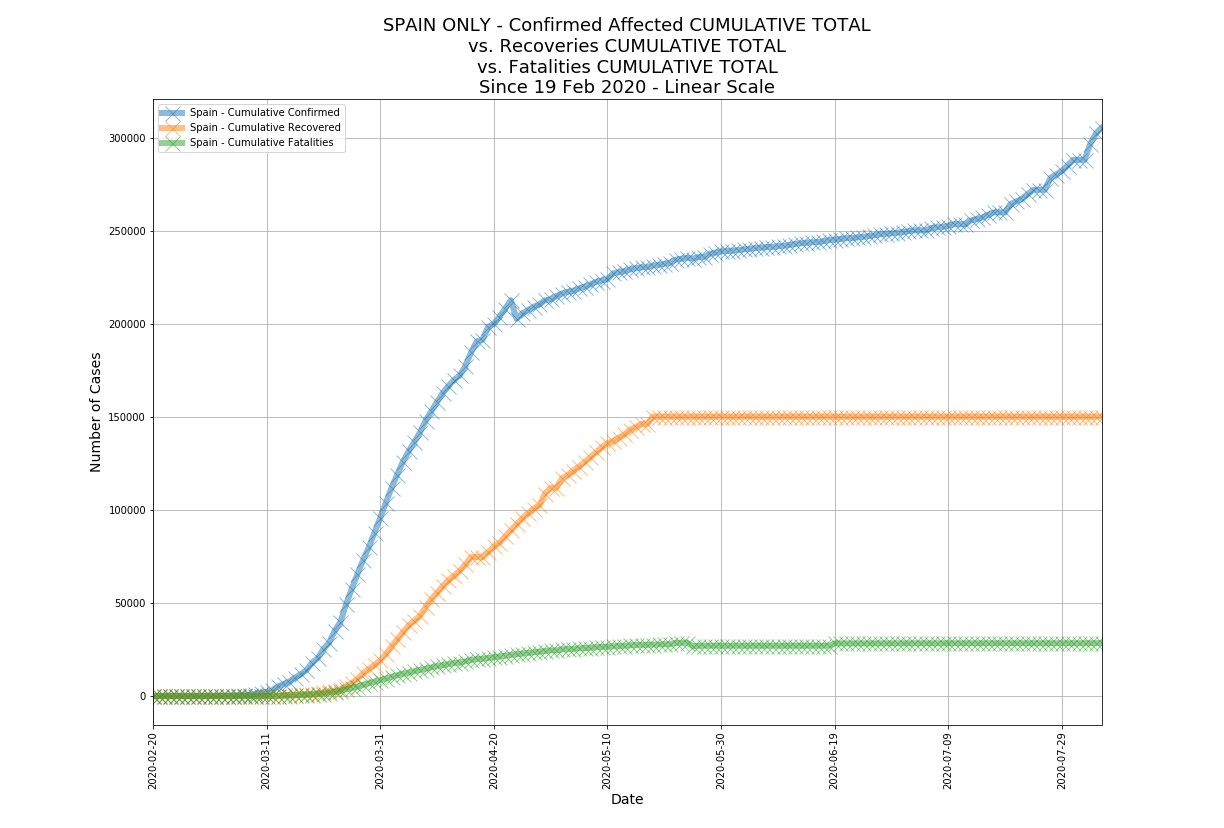 SPAIN ONLY - Confirmed Affected CUMULATIVE TOTAL
vs. Recoveries CUMULATIVE TOTAL
vs. Fatalities CUMULATIVE TOTAL
Since 19 Feb 2020 - Linear Scale
Spain - Cumulative Confirmed
Spain - Cumulative Recovered
Spain - Cumulative Fatalities
Number of Cases
300000
250000
200000
150000
100000
50000
0
2020-02-20
2020-03-11
2020-03-31
2020-04-20
2020-05-10
2020-05-30
2020-06-19
2020-07-09
2020-07-29
Date